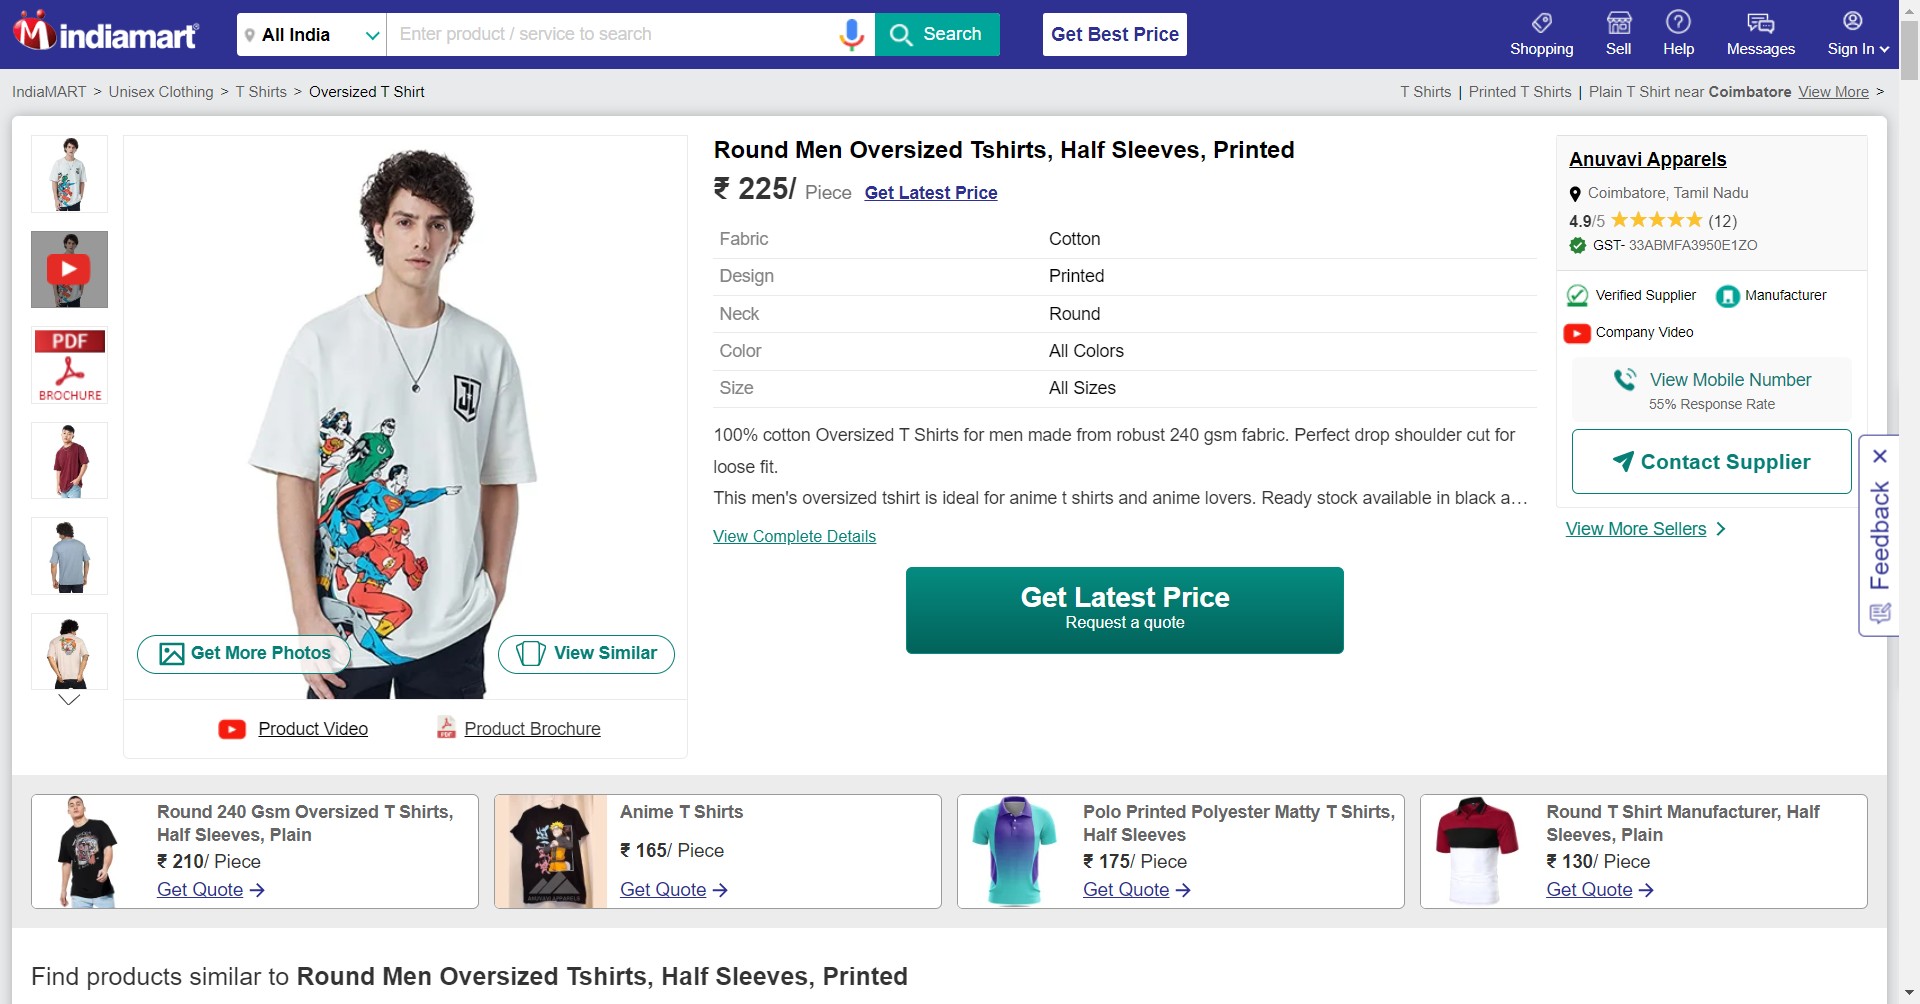 indiamart
All India
Enter product / service to search
Search
Get Best Price
Shopping
Sell
Help
Messages
Sign In
IndiaMART > Unisex Clothing > T Shirts > Oversized T Shirt
T Shirts | Printed T Shirts | Plain T Shirt near Coimbatore View More >
PDF
BROCHURE
JL
Get More Photos
View Similar
Product Video
PDF
Product Brochure
Round Men Oversized Tshirts, Half Sleeves, Printed
₹ 225/ Piece Get Latest Price
Fabric Cotton
Design Printed
Neck Round
Color All Colors
Size All Sizes
100% cotton Oversized T Shirts for men made from robust 240 gsm fabric. Perfect drop shoulder cut for
loose fit.
This men's oversized tshirt is ideal for anime t shirts and anime lovers. Ready stock available in black a…
View Complete Details
Get Latest Price
Request a quote
Anuvavi Apparels
Coimbatore, Tamil Nadu
4.9/5 (12)
GST- 33ABMFA3950E1ZO
Verified Supplier
Manufacturer
Company Video
View Mobile Number
55% Response Rate
Contact Supplier
View More Sellers
Feedback
Round 240 Gsm Oversized T Shirts,
Half Sleeves, Plain
₹ 210/ Piece
Get Quote
ANUVAVI APPARELS
Anime T Shirts
₹ 165/ Piece
Get Quote
Polo Printed Polyester Matty T Shirts,
Half Sleeves
₹ 175/ Piece
Get Quote
Round T Shirt Manufacturer, Half
Sleeves, Plain
₹ 130/ Piece
Get Quote
Find products similar to Round Men Oversized Tshirts, Half Sleeves, Printed